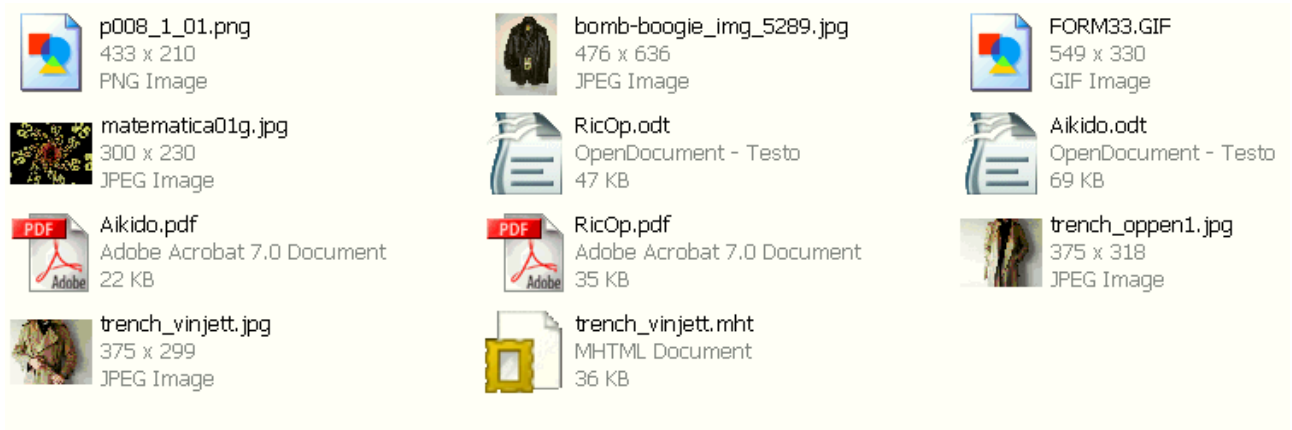 p008_1_01.png
433 x 210
PNG Image
bomb-boogie_img_5289.jpg
476 x 636
JPEG Image
FORM33.GIF
549 x 330
GIF Image
matematica01g.jpg
300 x 230
JPEG Image
RicOp.odt
OpenDocument - Testo
47 KB
Aikido.odt
OpenDocument - Testo
69 KB
PDF
Adobe
Aikido.pdf
Adobe Acrobat 7.0 Document
22 KB
PDF
Adobe
RicOp.pdf
Adobe Acrobat 7.0 Document
35 KB
trench_oppen1.jpg
375 x 318
JPEG Image
trench_vinjett.jpg
375 x 299
JPEG Image
trench_vinjett.mht
MHTML Document
36 KB